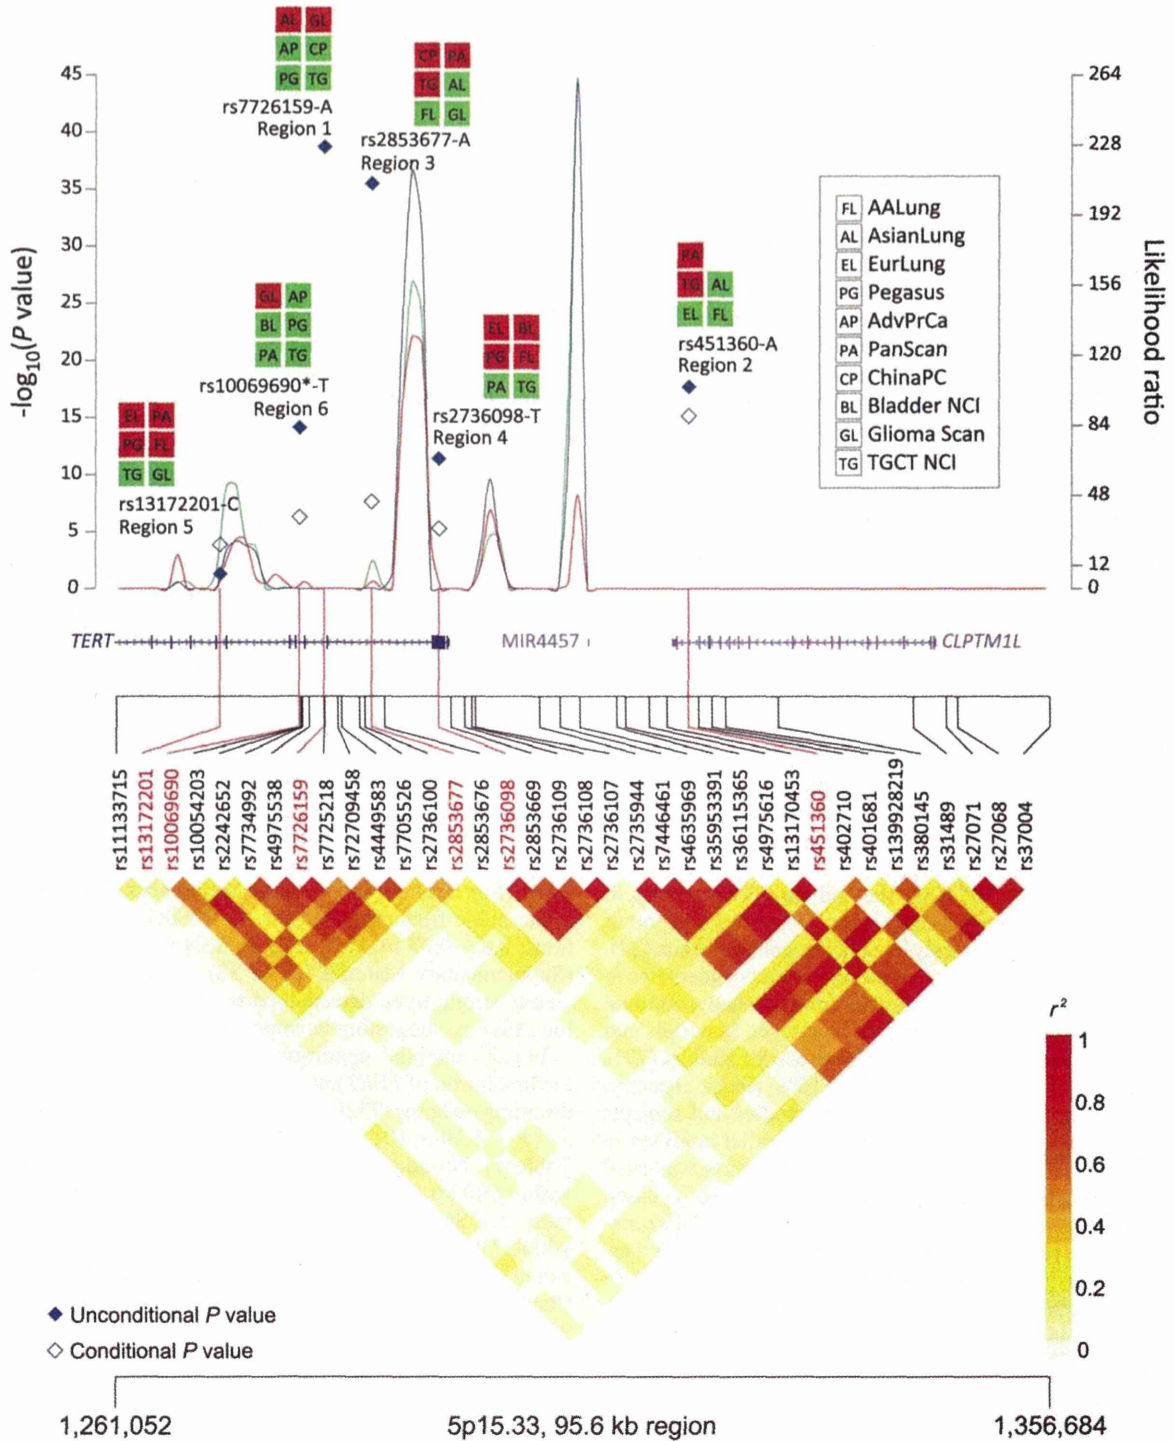 AL GL
AP CP
PG TG
rs7726159-A
Region 1
CP PA
TG AL
FL GL
rs2853677-A
Region 3
GL AP
BL PG
PA TG
rs10069690*-T
Region 6
EL PA
PG FL
TG GL
rs13172201-C
Region 5
EL BL
PG FL
PA TG
rs2736098-T
Region 4
PA
TG AL
EL FL
rs451360-A
Region 2
FL AALung
AL AsianLung
EL EurLung
PG Pegasus
AP AdvPrCa
PA PanScan
CP ChinaPC
BL Bladder NCI
GL Glioma Scan
TG TGCT NCI
-log10(P value)
45
40
35
30
25
20
15
10
5
0
Likelihood ratio
264
228
192
156
120
84
48
12
0
TERT
MIR4457
CLPTM1L
rs11133715
rs13172201
rs10069690
rs10054203
rs2242652
rs7734992
rs4975538
rs7726159
rs7725218
rs72709458
rs4449583
rs7705526
rs2736100
rs2853677
rs2853676
rs2736098
rs2853669
rs2736109
rs2736108
rs2736107
rs2735944
rs7446461
rs4635969
rs35953391
rs36115365
rs4975616
rs13170453
rs451360
rs402710
rs401681
rs139928219
rs380145
rs31489
rs27071
rs27068
rs37004
r²
1
0.8
0.6
0.4
0.2
0
Unconditional P value
Conditional P value
1,261,052
5p15.33, 95.6 kb region
1,356,684